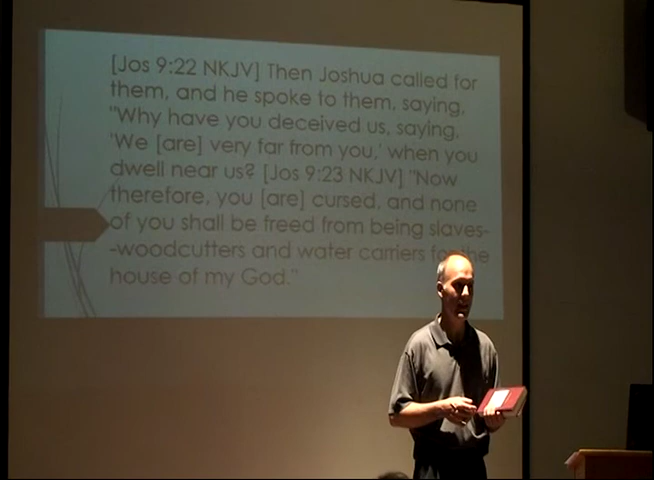 [Jos 9:22 NKJV] Then Joshua called for
them, and he spoke to them, saying,
"Why have you deceived us, saying,
'We [are] very far from you,' when you
dwell near us? [Jos 9:23 NKJV] "Now
therefore, you [are] cursed, and none
of you shall be freed from being slaves-
-woodcutters and water carriers for the
house of my God."